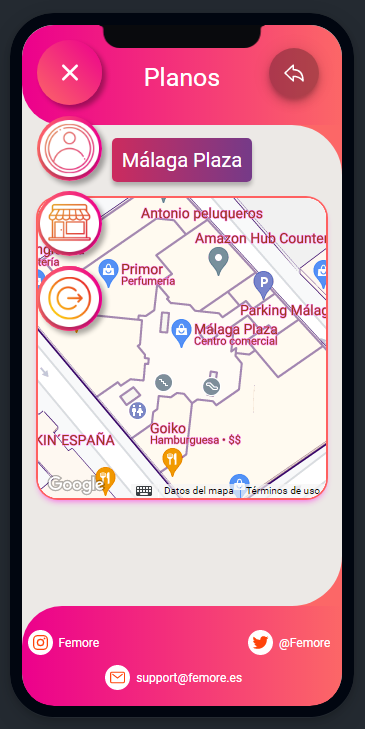 Planos
Málaga Plaza
Antonio peluqueros
Amazon Hub Counter
Primor
Perfumería
tería
P
Parking Málag
Málaga Plaza
Centro comercial
Goiko
Hamburguesa • $$
KIN ESPAÑA
Google
Datos del mapa
Términos de uso
Femore
@Femore
support@femore.es